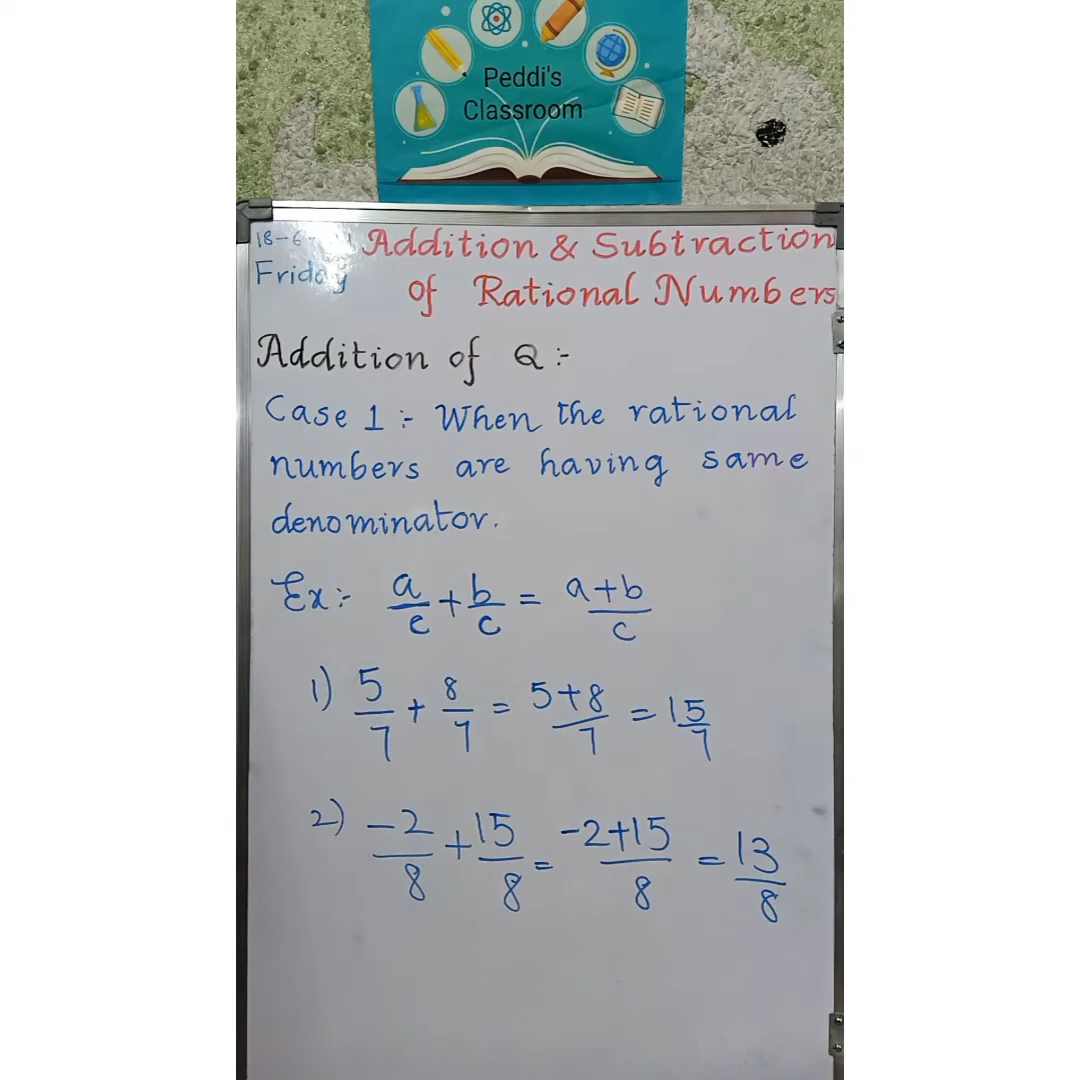 Peddi's
Classroom
18-6
Friday
Addition & Subtraction
of Rational Numbers
Addition of Q :-
Case 1 :- When the rational
numbers are having same
denominator.
Ex :- a/c + b/c = a+b/c
1) 5/7 + 8/7 = 5+8/7 = 15/7
2) -2/8 + 15/8 = -2+15/8 = 13/8